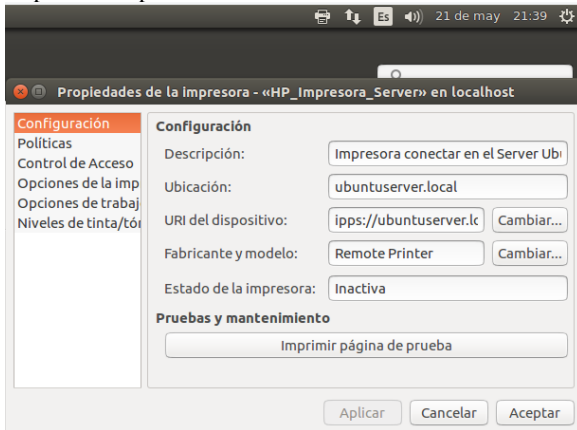 Es 21 de may 21:39
Propiedades de la impresora - «HP_Impresora_Server» en localhost
Configuración
Políticas
Control de Acceso
Opciones de la imp
Opciones de trabaj
Niveles de tinta/tó
Configuración
Descripción: Impresora conectar en el Server Ub
Ubicación: ubuntuserver.local
URI del dispositivo: ipps://ubuntuserver.lo Cambiar...
Fabricante y modelo: Remote Printer Cambiar...
Estado de la impresora: Inactiva
Pruebas y mantenimiento
Imprimir página de prueba
Aplicar Cancelar Aceptar